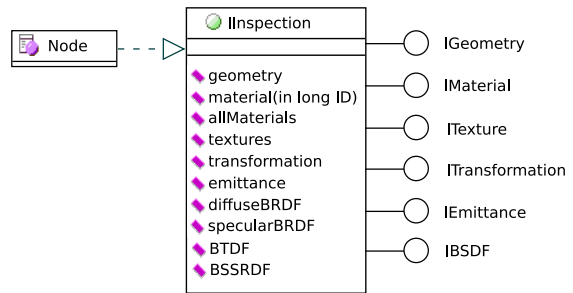 IInspection
Node
geometry
material(in long ID)
allMaterials
textures
transformation
emittance
diffuseBRDF
specularBRDF
BTDF
BSSRDF
IGeometry
IMaterial
ITexture
ITransformation
IEmittance
IBSDF